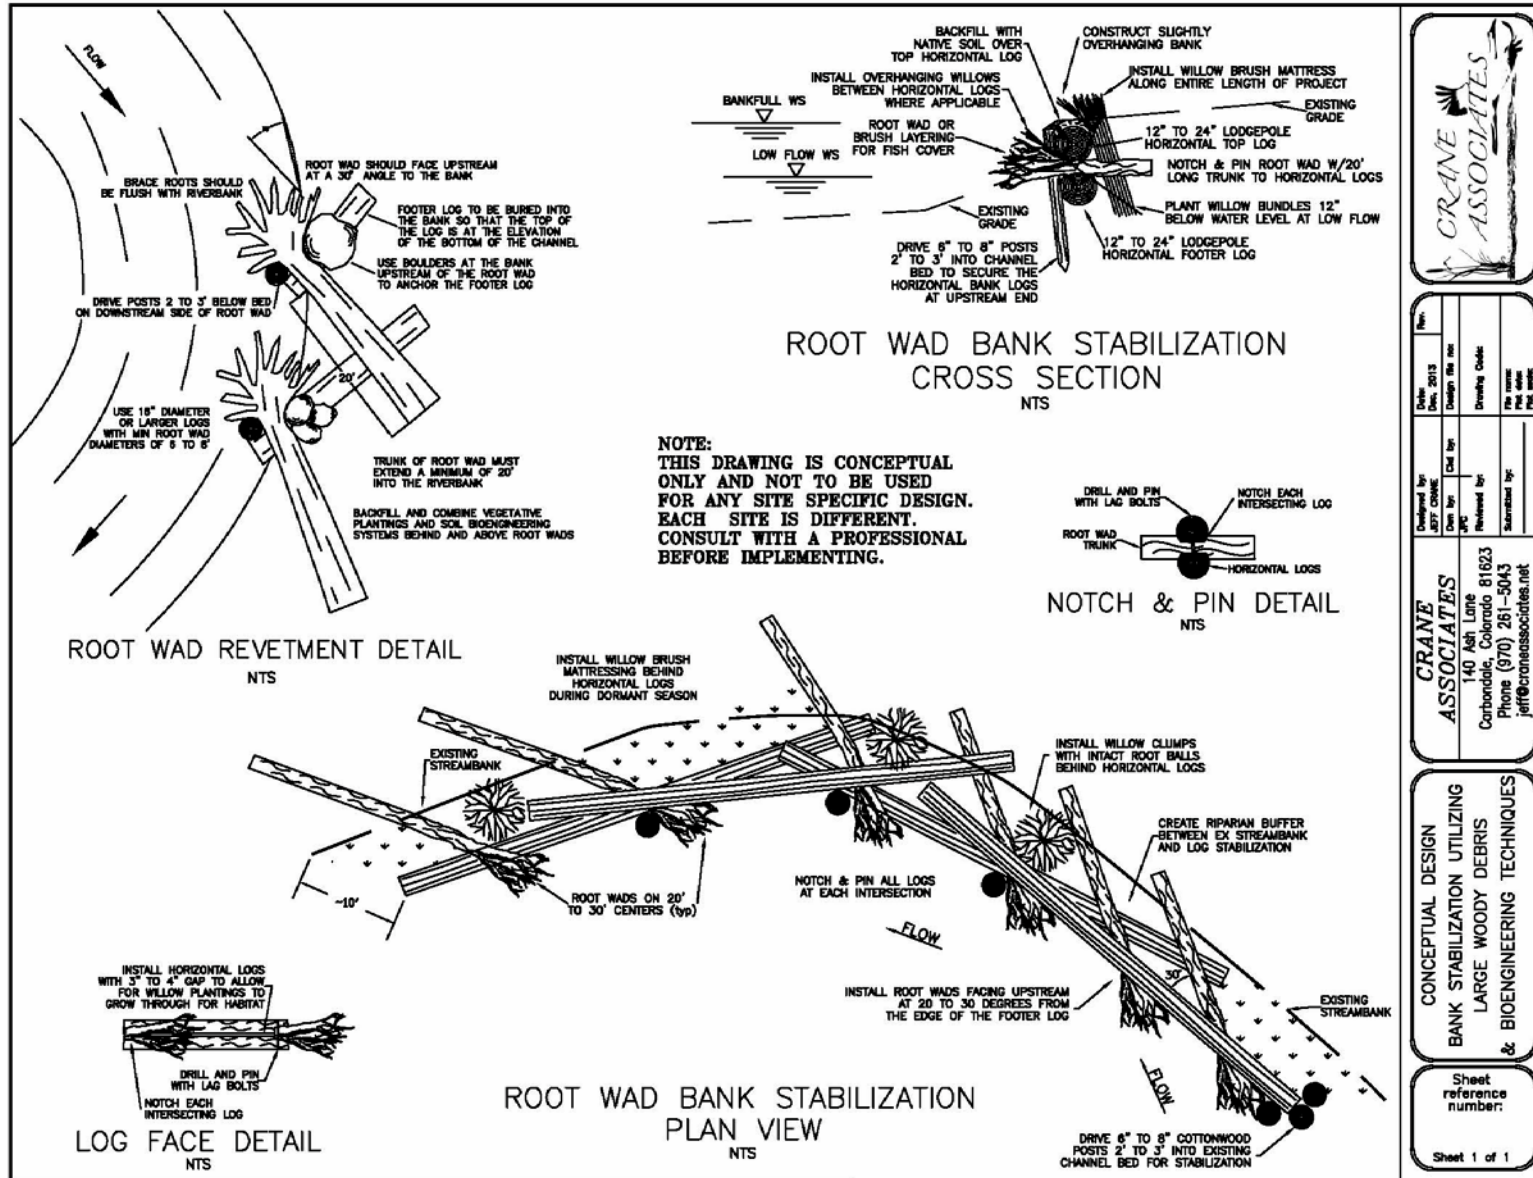 FLOW
BRACE ROOTS SHOULD
BE FLUSH WITH RIVERBANK
ROOT WAD SHOULD FACE UPSTREAM
AT A 30' ANGLE TO THE BANK
FOOTER LOG TO BE BURIED INTO
THE BANK SO THAT THE TOP OF
THE LOG IS AT THE ELEVATION
OF THE BOTTOM OF THE CHANNEL
USE BOULDERS AT THE BANK
UPSTREAM OF THE ROOT WAD
TO ANCHOR THE FOOTER LOG
DRIVE POSTS 2 TO 3' BELOW BED
ON DOWNSTREAM SIDE OF ROOT WAD
20'
USE 18" DIAMETER
OR LARGER LOGS
WITH MIN ROOT WAD
DIAMETERS OF 5 TO 6'
TRUNK OF ROOT WAD MUST
EXTEND A MINIMUM OF 20'
INTO THE RIVERBANK
BACKFILL AND COMBINE VEGETATIVE
PLANTINGS AND SOIL BIOENGINEERING
SYSTEMS BEHIND AND ABOVE ROOT WADS
ROOT WAD REVETMENT DETAIL
NTS
BACKFILL WITH
NATIVE SOIL OVER
TOP HORIZONTAL LOG
CONSTRUCT SLIGHTLY
OVERHANGING BANK
INSTALL OVERHANGING WILLOWS
BETWEEN HORIZONTAL LOGS
WHERE APPLICABLE
INSTALL WILLOW BRUSH MATTRESS
ALONG ENTIRE LENGTH OF PROJECT
BANKFULL WS
EXISTING
GRADE
ROOT WAD OR
BRUSH LAYERING
FOR FISH COVER
12" TO 24" LODGEPOLE
HORIZONTAL TOP LOG
LOW FLOW WS
NOTCH & PIN ROOT WAD W/20'
LONG TRUNK TO HORIZONTAL LOGS
EXISTING
GRADE
PLANT WILLOW BUNDLES 12"
BELOW WATER LEVEL AT LOW FLOW
DRIVE 6" TO 8" POSTS
2' TO 3' INTO CHANNEL
BED TO SECURE THE
HORIZONTAL BANK LOGS
AT UPSTREAM END
12" TO 24" LODGEPOLE
HORIZONTAL FOOTER LOG
ROOT WAD BANK STABILIZATION
CROSS SECTION
NTS
NOTE:
THIS DRAWING IS CONCEPTUAL
ONLY AND NOT TO BE USED
FOR ANY SITE SPECIFIC DESIGN.
EACH SITE IS DIFFERENT.
CONSULT WITH A PROFESSIONAL
BEFORE IMPLEMENTING.
DRILL AND PIN
WITH LAG BOLTS
NOTCH EACH
INTERSECTING LOG
ROOT WAD
TRUNK
HORIZONTAL LOGS
NOTCH & PIN DETAIL
NTS
INSTALL WILLOW BRUSH
MATTRESSING BEHIND
HORIZONTAL LOGS
DURING DORMANT SEASON
EXISTING
STREAMBANK
INSTALL WILLOW CLUMPS
WITH INTACT ROOT BALLS
BEHIND HORIZONTAL LOGS
CREATE RIPARIAN BUFFER
BETWEEN EX STREAMBANK
AND LOG STABILIZATION
NOTCH & PIN ALL LOGS
AT EACH INTERSECTION
ROOT WADS ON 20'
TO 30' CENTERS (typ)
~10'
FLOW
30'
INSTALL ROOT WADS FACING UPSTREAM
AT 20 TO 30 DEGREES FROM
THE EDGE OF THE FOOTER LOG
EXISTING
STREAMBANK
FLOW
DRIVE 6" TO 8" COTTONWOOD
POSTS 2' TO 3' INTO EXISTING
CHANNEL BED FOR STABILIZATION
ROOT WAD BANK STABILIZATION
PLAN VIEW
NTS
INSTALL HORIZONTAL LOGS
WITH 3" TO 4" GAP TO ALLOW
FOR WILLOW PLANTINGS TO
GROW THROUGH FOR HABITAT
DRILL AND PIN
WITH LAG BOLTS
NOTCH EACH
INTERSECTING LOG
LOG FACE DETAIL
NTS
CRANE
ASSOCIATES
Designed by:
JEFF CRANE
Date:
Dec, 2013
Rev.
Dwn by:
JPC
Ckd by:
Design file no:
Reviewed by:
Drawing Code:
Submitted by:
File name:
Plot date:
CRANE
ASSOCIATES
140 Ash Lane
Carbondale, Colorado 81623
Phone (970) 261-5043
jeff@craneassociates.net
CONCEPTUAL DESIGN
BANK STABILIZATION UTILIZING
LARGE WOODY DEBRIS
& BIOENGINEERING TECHNIQUES
Sheet
reference
number:
Sheet 1 of 1